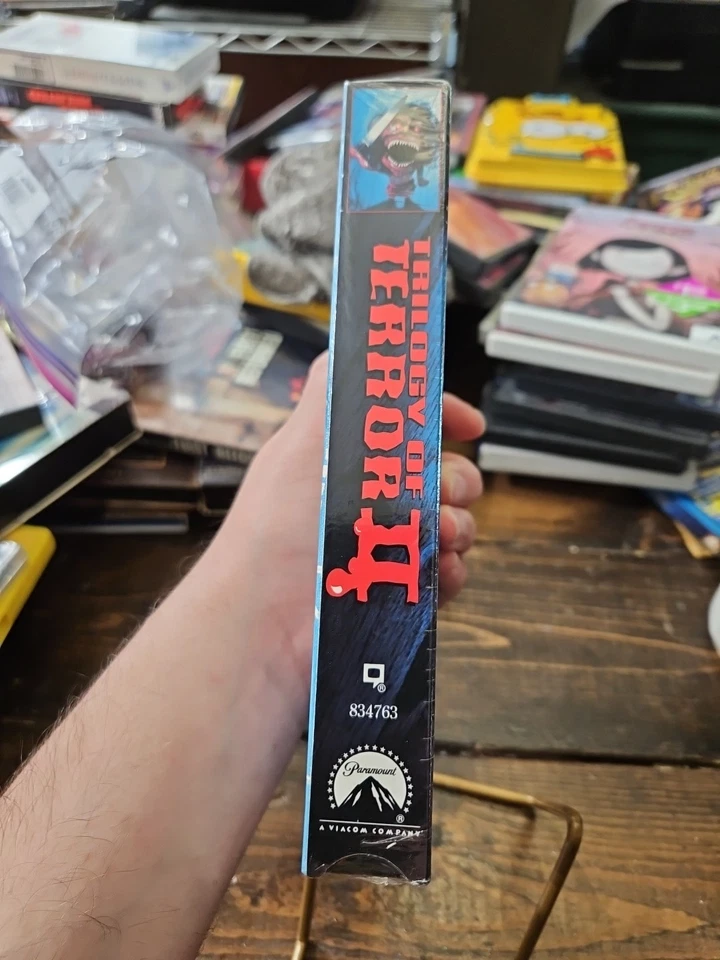 TRILOGY OF
TERROR II
®
834763
Paramount
®
A VIACOM COMPANY